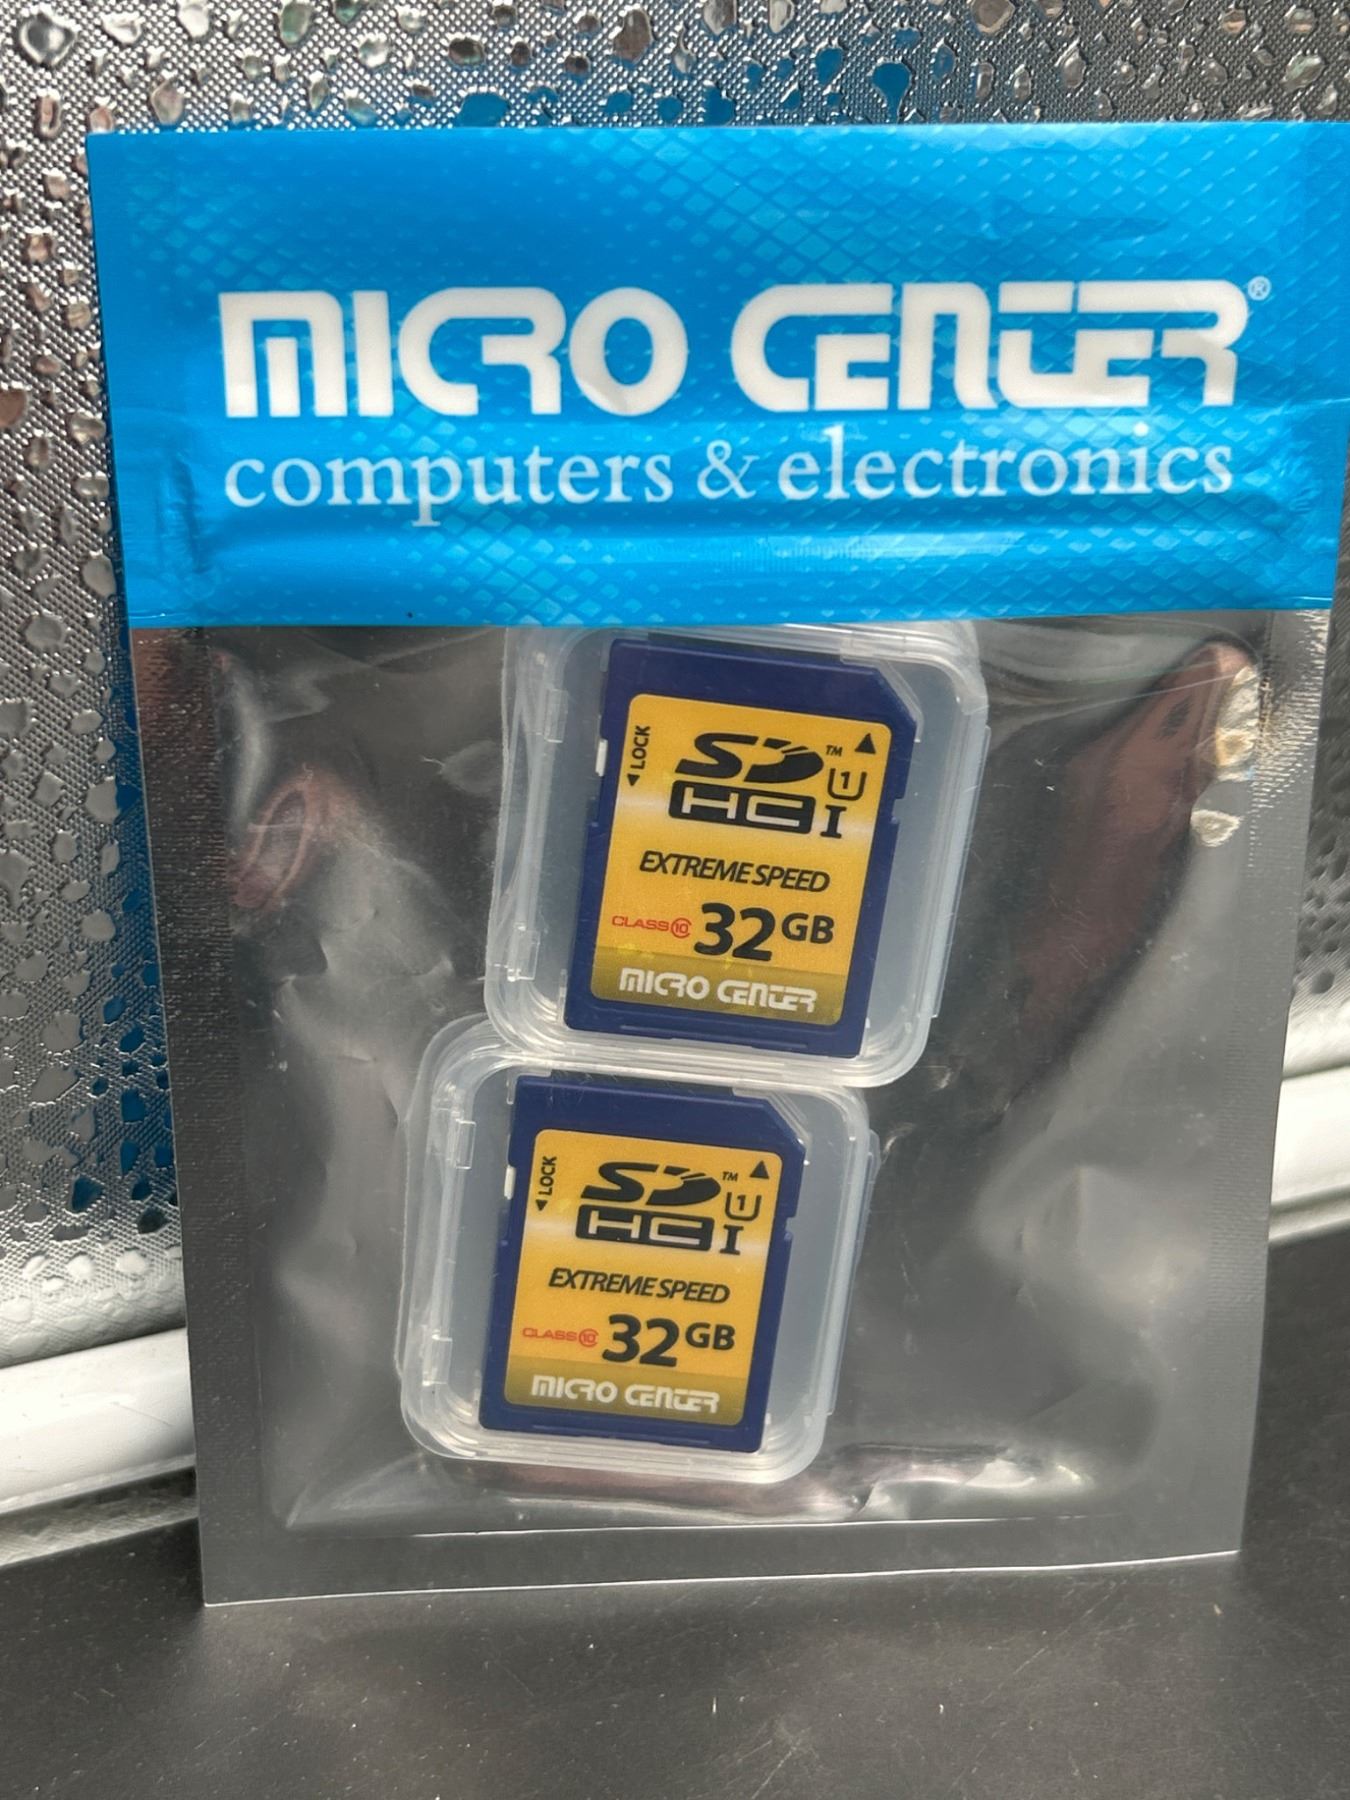 MICRO CENTER®
computers & electronics
◀LOCK
SD™ ▲
HC I U1
EXTREME SPEED
CLASS 10 32GB
MICRO CENTER
◀LOCK
SD™ ▲
HC I U1
EXTREME SPEED
CLASS 10 32GB
MICRO CENTER